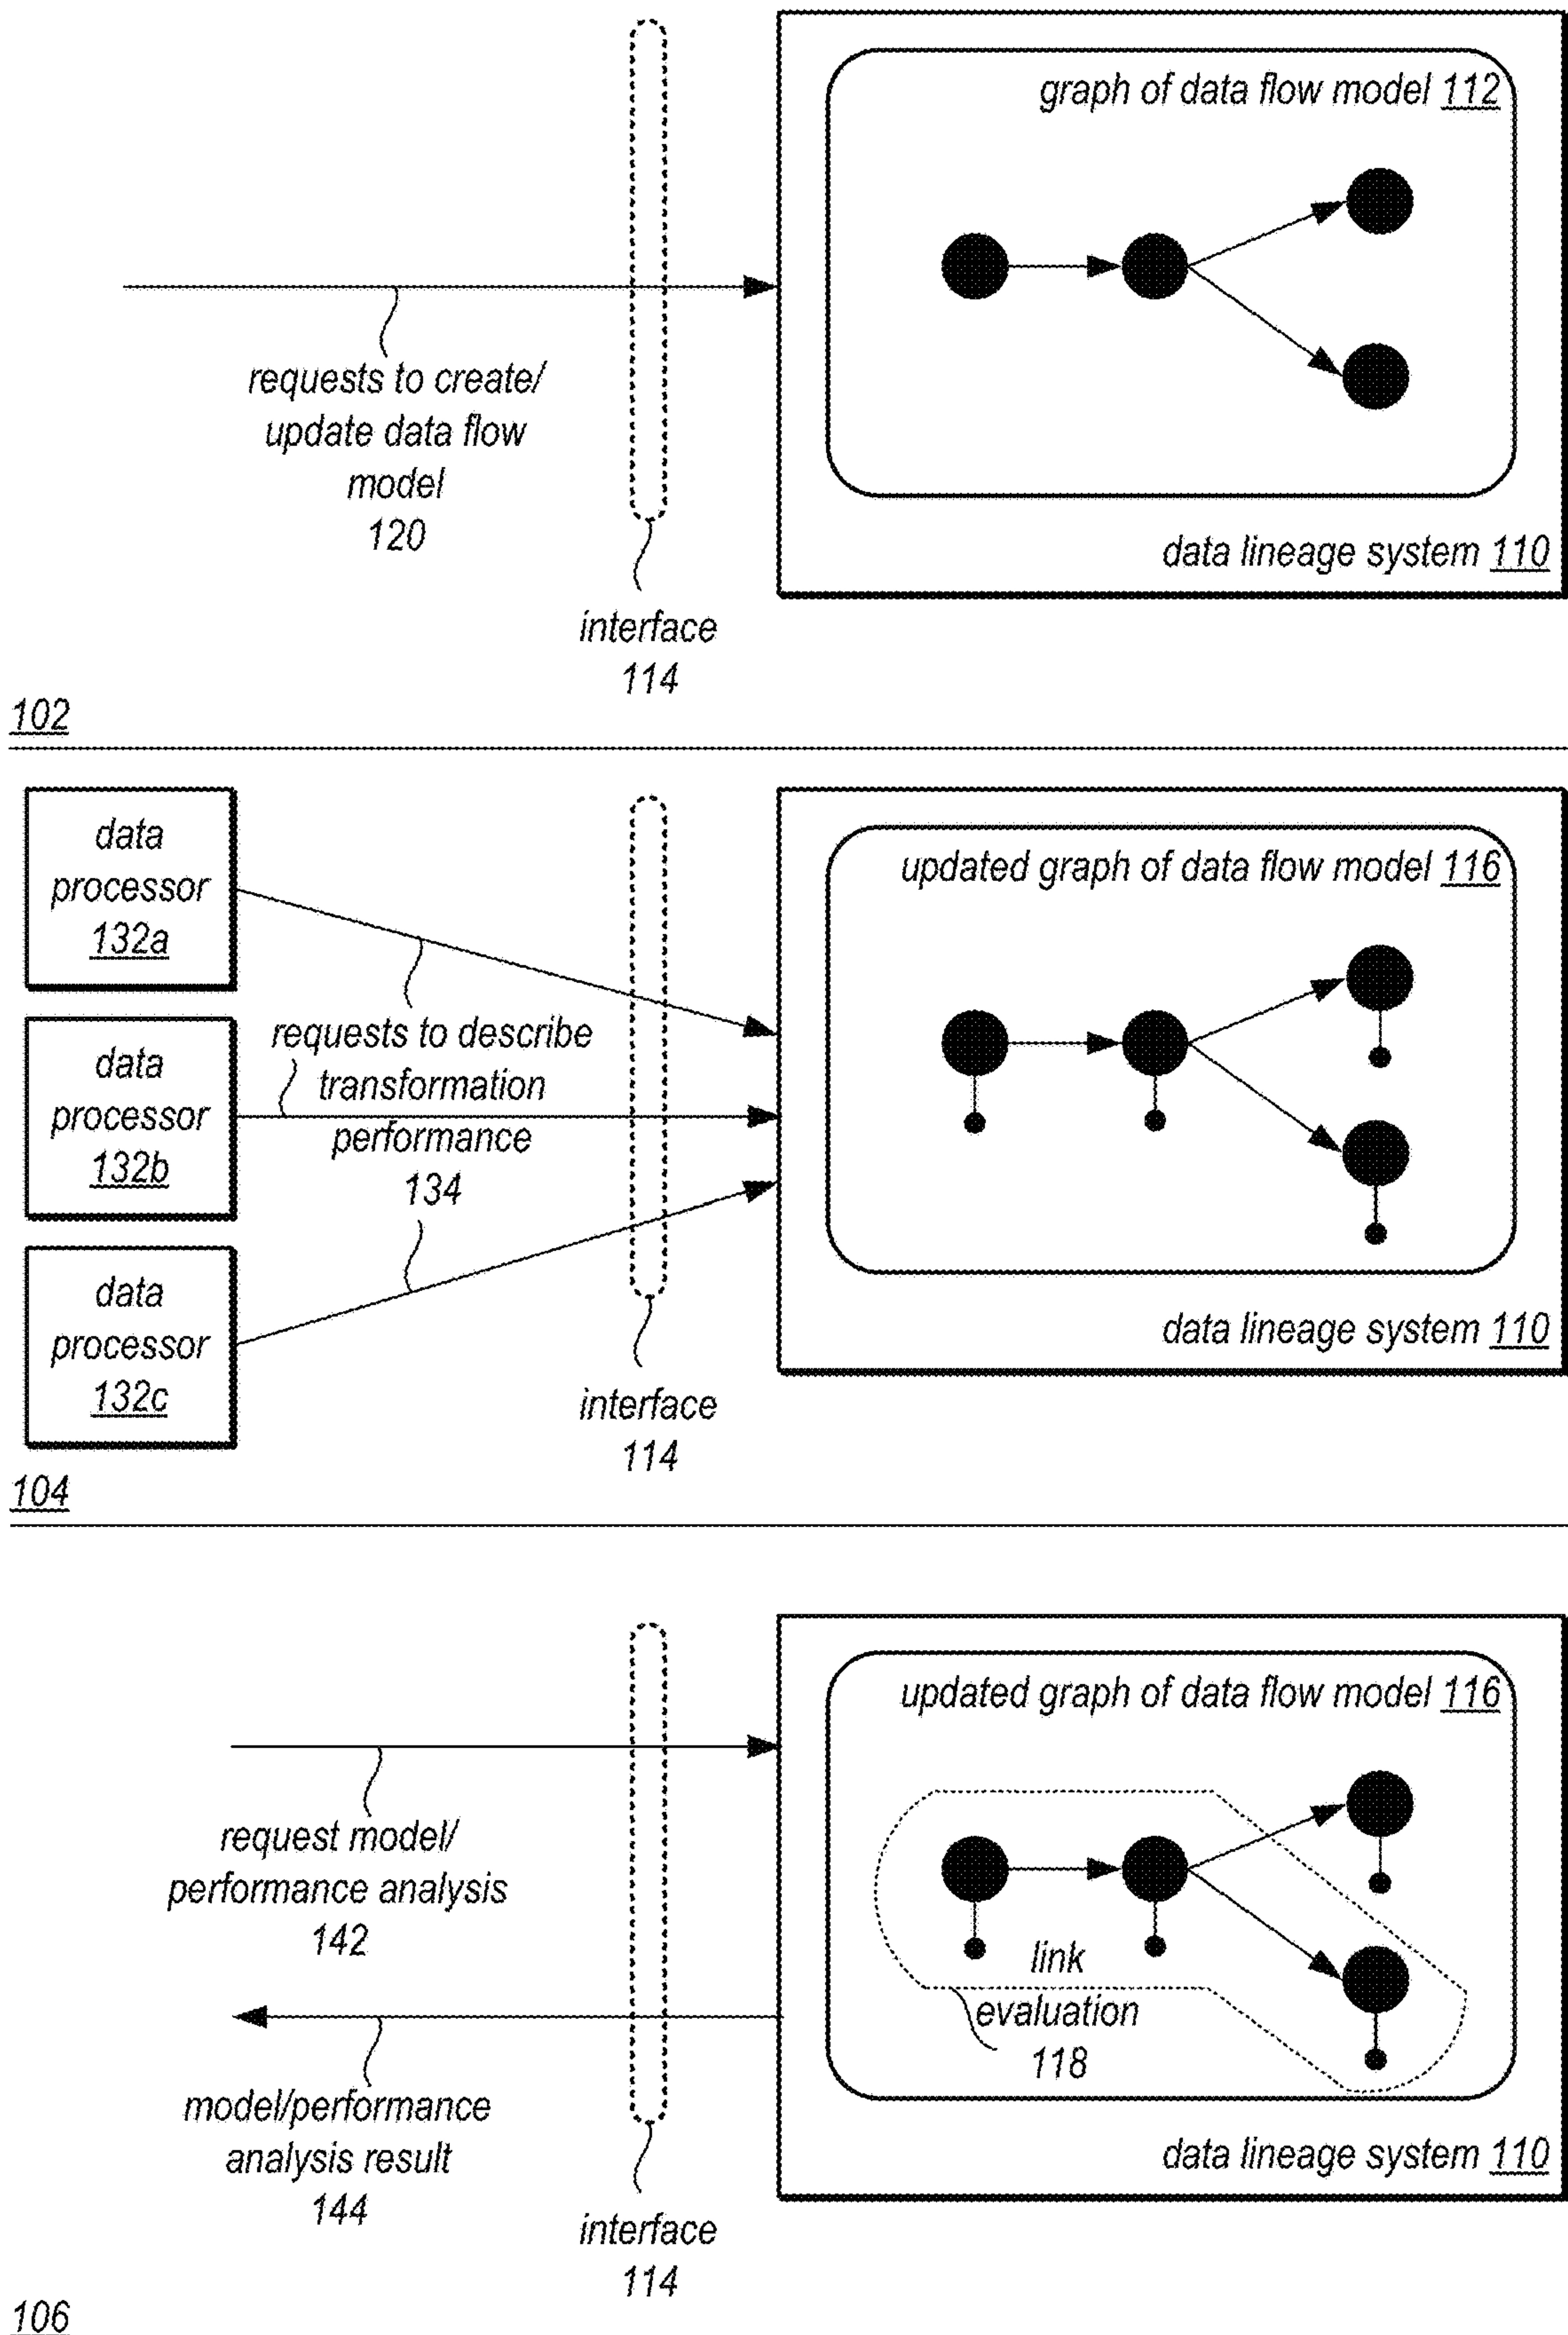 graph of data flow model 112
requests to create/
update data flow
model
120
data lineage system 110
interface
114
102
data
processor
132a
data
processor
132b
data
processor
132c
requests to describe
transformation
performance
134
updated graph of data flow model 116
data lineage system 110
interface
114
104
updated graph of data flow model 116
request model/
performance analysis
142
link
evaluation
118
model/performance
analysis result
144
data lineage system 110
interface
114
106